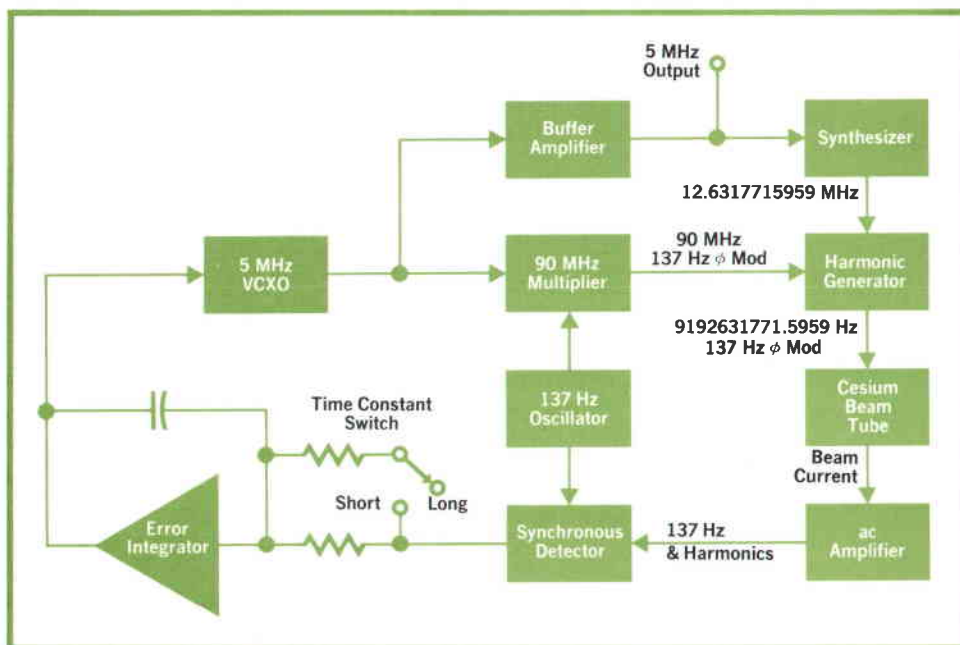 5 MHz
Output
Buffer
Amplifier
Synthesizer
12.6317715959 MHz
5 MHz
VCXO
90 MHz
Multiplier
90 MHz
137 Hz ϕ Mod
Harmonic
Generator
9192631771.5959 Hz
137 Hz ϕ Mod
Time Constant
Switch
137 Hz
Oscillator
Cesium
Beam
Tube
Beam
Current
Short
Long
Error
Integrator
Synchronous
Detector
137 Hz
& Harmonics
ac
Amplifier